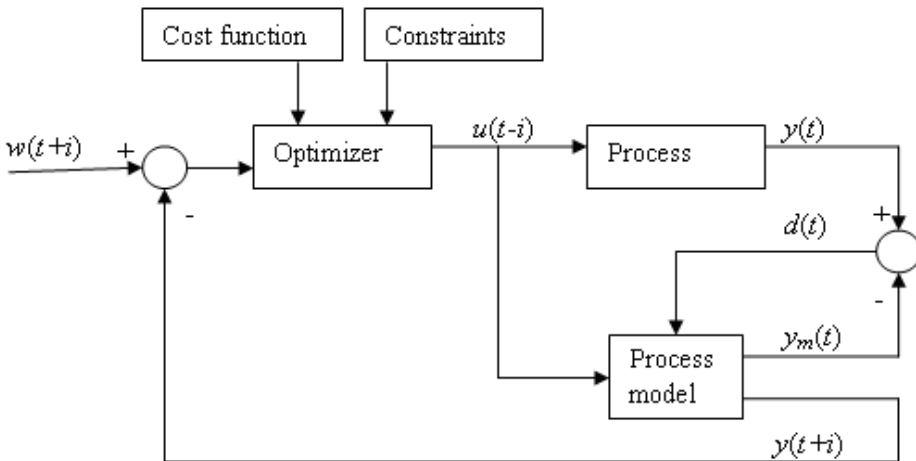 Cost function
Constraints
w(t+i)
+
-
Optimizer
u(t-i)
Process
y(t)
+
d(t)
-
Process
model
y_m(t)
y(t+i)